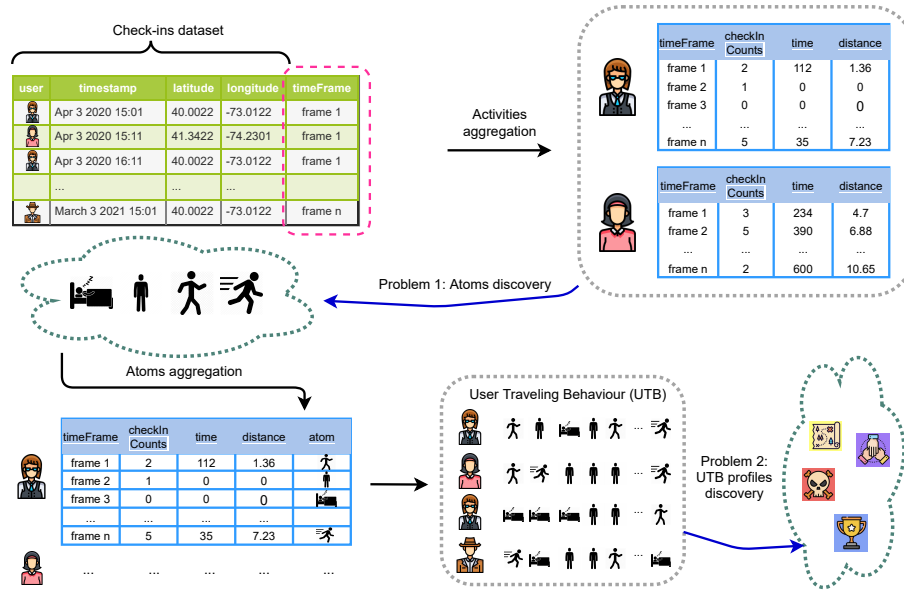 Check-ins dataset
user timestamp latitude longitude timeFrame
Apr 3 2020 15:01 40.0022 -73.0122 frame 1
Apr 3 2020 15:11 41.3422 -74.2301 frame 1
Apr 3 2020 16:11 40.0022 -73.0122 frame 1
... ... ...
March 3 2021 15:01 40.0022 -73.0122 frame n
Activities
aggregation
timeFrame checkIn Counts time distance
frame 1 2 112 1.36
frame 2 1 0 0
frame 3 0 0 0
... ... ... ...
frame n 5 35 7.23
timeFrame checkIn Counts time distance
frame 1 3 234 4.7
frame 2 5 390 6.88
... ... ... ...
frame n 2 600 10.65
Problem 1: Atoms discovery
Atoms aggregation
timeFrame checkIn Counts time distance atom
frame 1 2 112 1.36
frame 2 1 0 0
frame 3 0 0 0
... ... ... ...
frame n 5 35 7.23
... ... ... ... ...
User Traveling Behaviour (UTB)
...
...
...
...
Problem 2:
UTB profiles
discovery